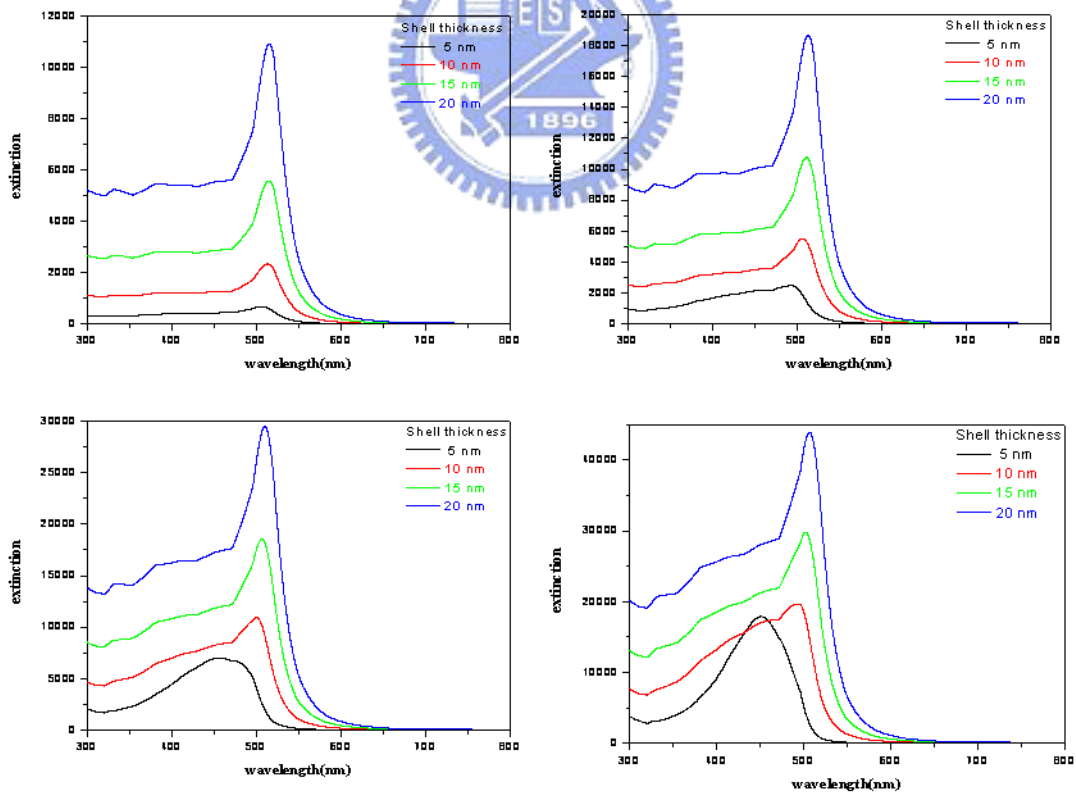 ES
1896
12000
10000
8000
6000
4000
2000
0
300
400
500
600
700
800
extinction
wavelength(nm)
Shell thickness
5 nm
10 nm
15 nm
20 nm
20000
18000
16000
14000
12000
10000
8000
6000
4000
2000
0
300
400
500
600
700
800
extinction
wavelength(nm)
Shell thickness
5 nm
10 nm
15 nm
20 nm
30000
25000
20000
15000
10000
5000
0
300
400
500
600
700
800
extinction
wavelength(nm)
Shell thickness
5 nm
10 nm
15 nm
20 nm
40000
30000
20000
10000
0
300
400
500
600
700
800
extinction
wavelength(nm)
Shell thickness
5 nm
10 nm
15 nm
20 nm